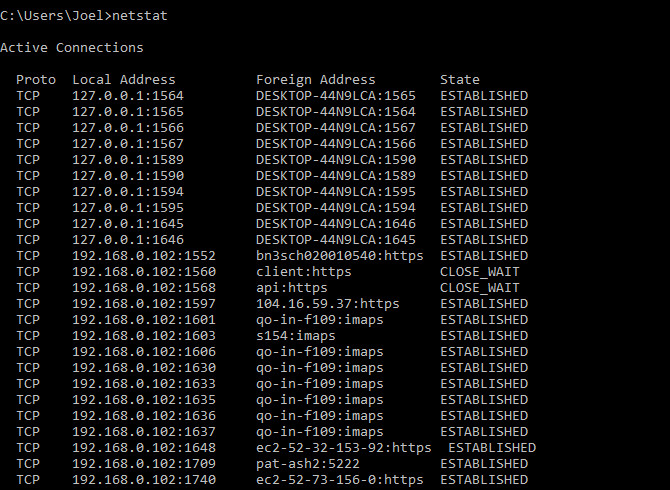 C:\Users\Joel>netstat
Active Connections
Proto  Local Address          Foreign Address        State
TCP    127.0.0.1:1564         DESKTOP-44N9LCA:1565   ESTABLISHED
TCP    127.0.0.1:1565         DESKTOP-44N9LCA:1564   ESTABLISHED
TCP    127.0.0.1:1566         DESKTOP-44N9LCA:1567   ESTABLISHED
TCP    127.0.0.1:1567         DESKTOP-44N9LCA:1566   ESTABLISHED
TCP    127.0.0.1:1589         DESKTOP-44N9LCA:1590   ESTABLISHED
TCP    127.0.0.1:1590         DESKTOP-44N9LCA:1589   ESTABLISHED
TCP    127.0.0.1:1594         DESKTOP-44N9LCA:1595   ESTABLISHED
TCP    127.0.0.1:1595         DESKTOP-44N9LCA:1594   ESTABLISHED
TCP    127.0.0.1:1645         DESKTOP-44N9LCA:1646   ESTABLISHED
TCP    127.0.0.1:1646         DESKTOP-44N9LCA:1645   ESTABLISHED
TCP    192.168.0.102:1552     bn3sch020010540:https  ESTABLISHED
TCP    192.168.0.102:1560     client:https           CLOSE_WAIT
TCP    192.168.0.102:1568     api:https              CLOSE_WAIT
TCP    192.168.0.102:1597     104.16.59.37:https     ESTABLISHED
TCP    192.168.0.102:1601     qo-in-f109:imaps       ESTABLISHED
TCP    192.168.0.102:1603     s154:imaps             ESTABLISHED
TCP    192.168.0.102:1606     qo-in-f109:imaps       ESTABLISHED
TCP    192.168.0.102:1630     qo-in-f109:imaps       ESTABLISHED
TCP    192.168.0.102:1633     qo-in-f109:imaps       ESTABLISHED
TCP    192.168.0.102:1635     qo-in-f109:imaps       ESTABLISHED
TCP    192.168.0.102:1636     qo-in-f109:imaps       ESTABLISHED
TCP    192.168.0.102:1637     qo-in-f109:imaps       ESTABLISHED
TCP    192.168.0.102:1648     ec2-52-32-153-92:https  ESTABLISHED
TCP    192.168.0.102:1709     pat-ash2:5222          ESTABLISHED
TCP    192.168.0.102:1740     ec2-52-73-156-0:https  ESTABLISHED